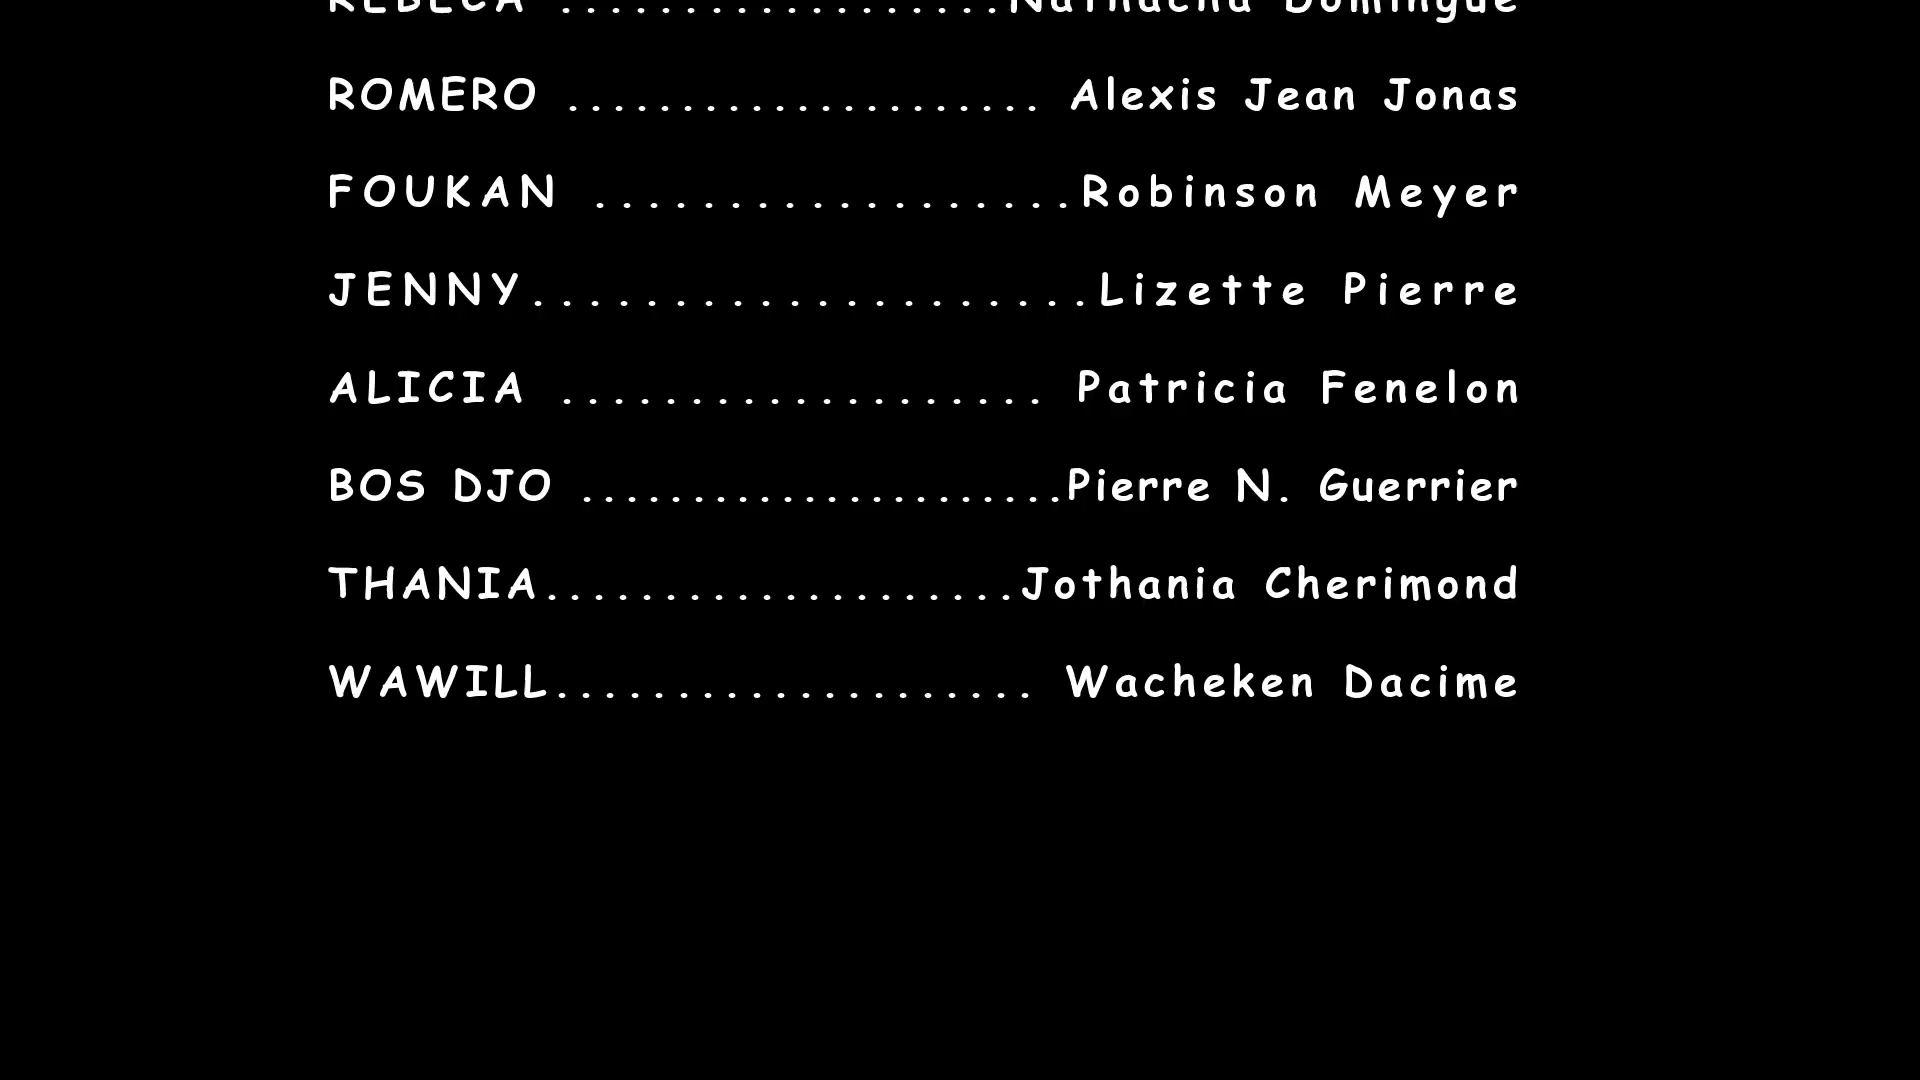 REBECA ..................Nathacha Domingue
ROMERO ..................... Alexis Jean Jonas
FOUKAN ..................Robinson Meyer
JENNY....................Lizette Pierre
ALICIA ................... Patricia Fenelon
BOS DJO ......................Pierre N. Guerrier
THANIA....................Jothania Cherimond
WAWILL.................... Wacheken Dacime